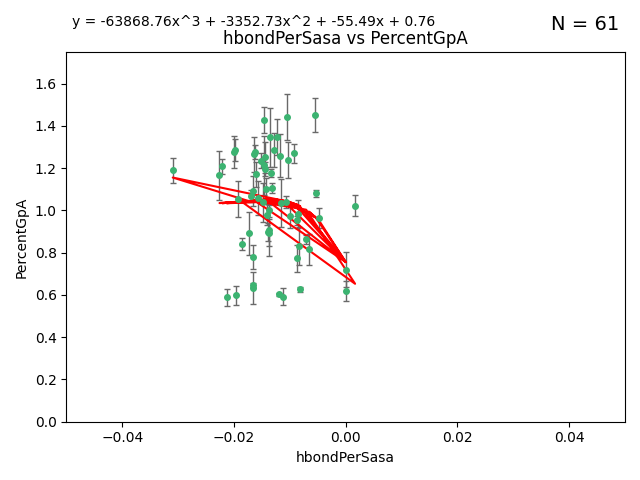 y = -63868.76x^3 + -3352.73x^2 + -55.49x + 0.76
N = 61
hbondPerSasa vs PercentGpA
PercentGpA
1.6
1.4
1.2
1.0
0.8
0.6
0.4
0.2
0.0
−0.04 −0.02 0.00 0.02 0.04
hbondPerSasa